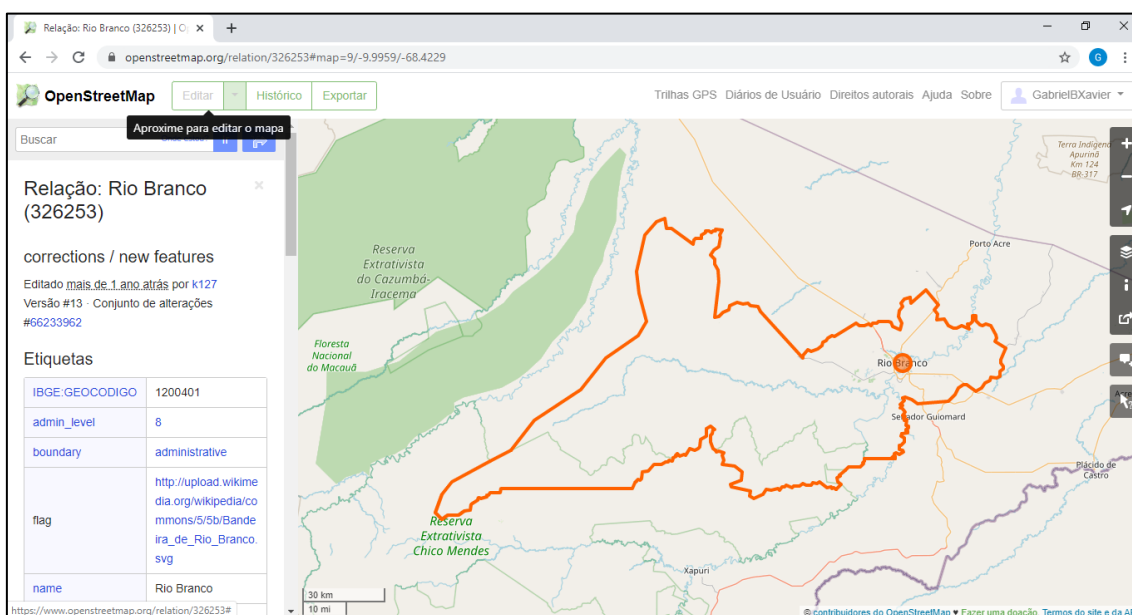 Relação: Rio Branco (326253) | O
openstreetmap.org/relation/326253#map=9/-9.9959/-68.4229
G
OpenStreetMap
Editar
Histórico
Exportar
Trilhas GPS Diários de Usuário Direitos autorais Ajuda Sobre
GabrielBXavier
Aproxime para editar o mapa
Buscar
Relação: Rio Branco
(326253)
corrections / new features
Editado mais de 1 ano atrás por k127
Versão #13 · Conjunto de alterações
#66233962
Etiquetas
IBGE:GEOCODIGO 1200401
admin_level 8
boundary administrative
flag
http://upload.wikime
dia.org/wikipedia/co
mmons/5/5b/Bande
ira_de_Rio_Branco.
svg
name Rio Branco
https://www.openstreetmap.org/relation/326253#
Terra Indígena
Apurinã
Km 124
BR-317
Reserva
Extrativista
do Cazumbá-
Iracema
Porto Acre
Floresta
Nacional
do Macauã
Rio Branco
Senador Guiomard
Plácido de
Castro
Reserva
Extrativista
Chico Mendes
Xapuri
30 km
10 mi
© contribuidores do OpenStreetMap ♥ Fazer uma doação. Termos do site e da